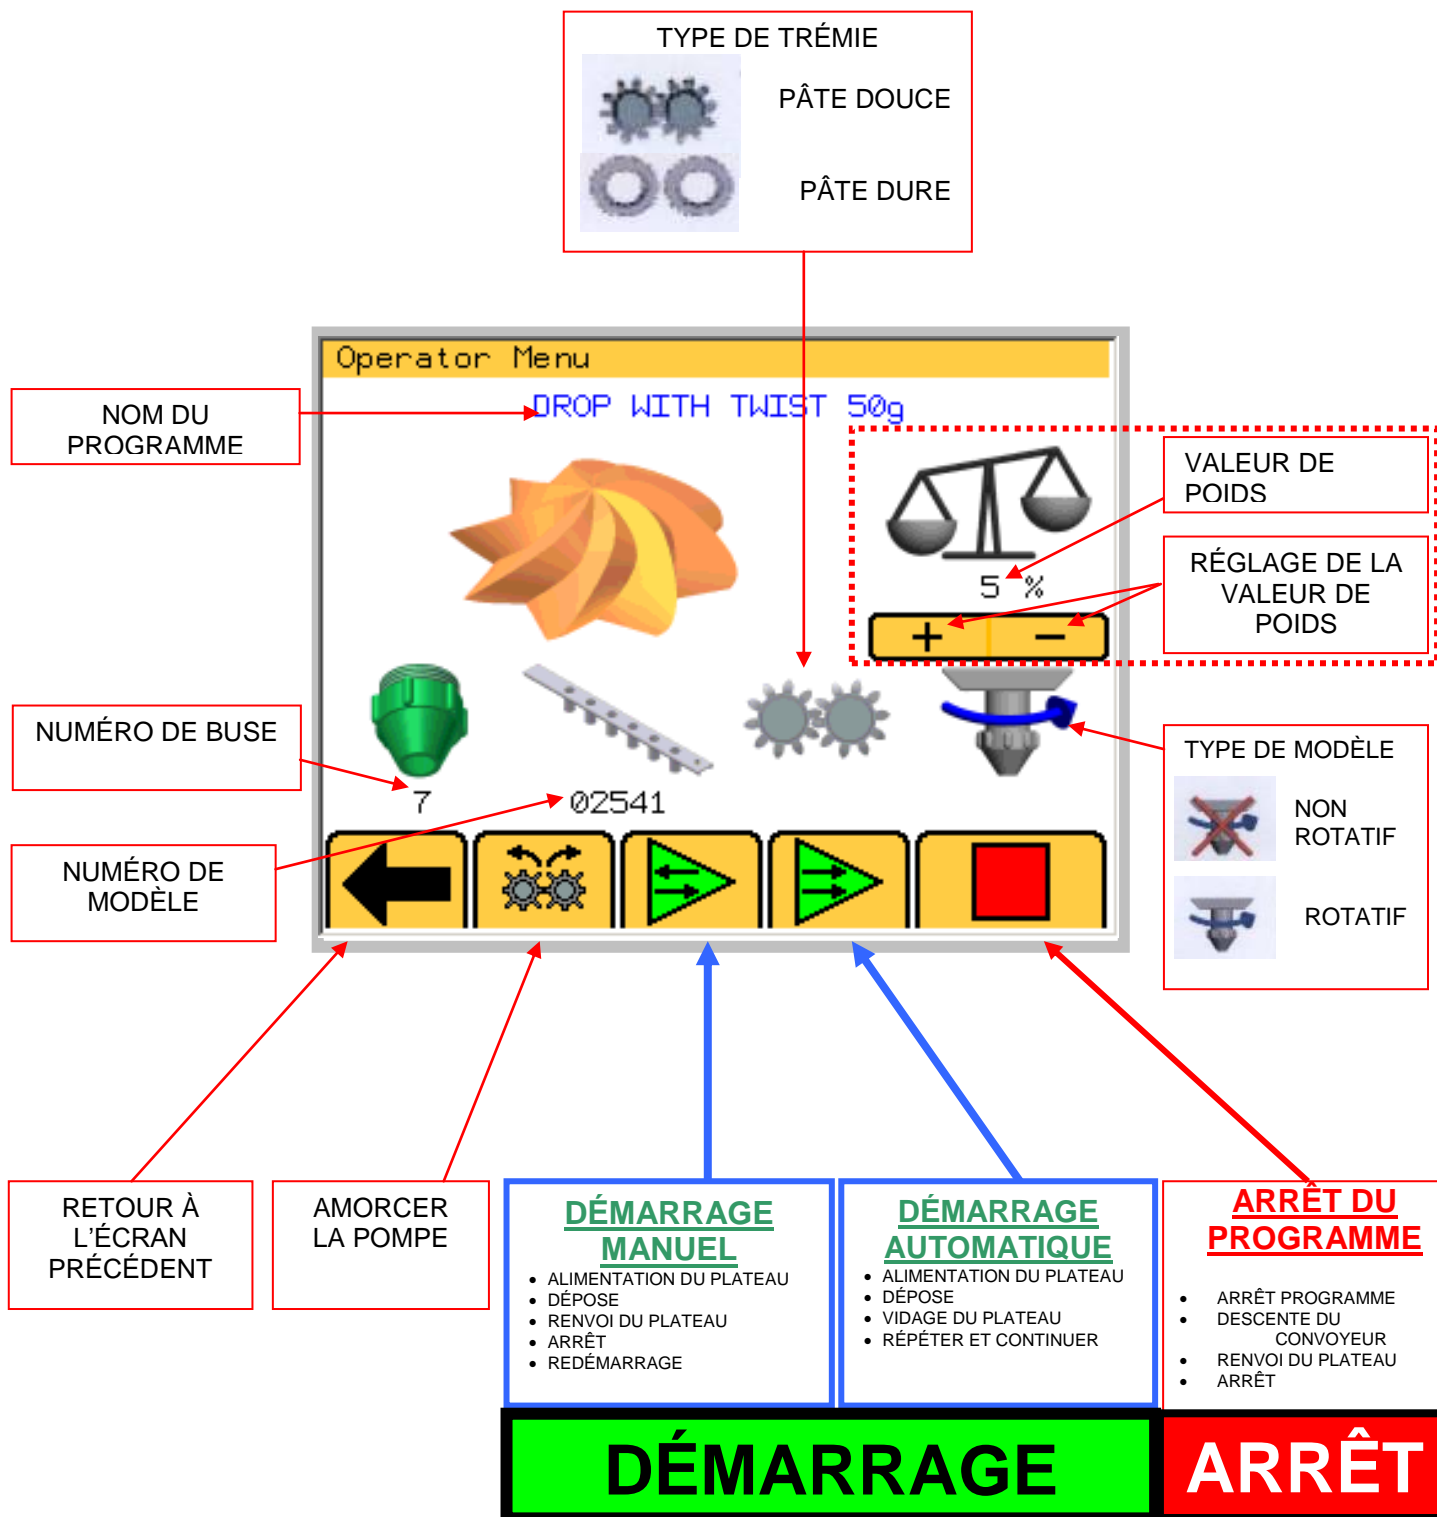 TYPE DE TRÉMIE
PÂTE DOUCE
PÂTE DURE
Operator Menu
DROP WITH TWIST 50g
NOM DU
PROGRAMME
VALEUR DE
POIDS
5 %
RÉGLAGE DE LA
VALEUR DE
POIDS
+ −
NUMÉRO DE BUSE
7
02541
TYPE DE MODÈLE
NON
ROTATIF
ROTATIF
NUMÉRO DE
MODÈLE
RETOUR À
L’ÉCRAN
PRÉCÉDENT
AMORCER
LA POMPE
DÉMARRAGE
MANUEL
• ALIMENTATION DU PLATEAU
• DÉPOSE
• RENVOI DU PLATEAU
• ARRÊT
• REDÉMARRAGE
DÉMARRAGE
AUTOMATIQUE
• ALIMENTATION DU PLATEAU
• DÉPOSE
• VIDAGE DU PLATEAU
• RÉPÉTER ET CONTINUER
ARRÊT DU
PROGRAMME
• ARRÊT PROGRAMME
• DESCENTE DU
CONVOYEUR
• RENVOI DU PLATEAU
• ARRÊT
DÉMARRAGE
ARRÊT